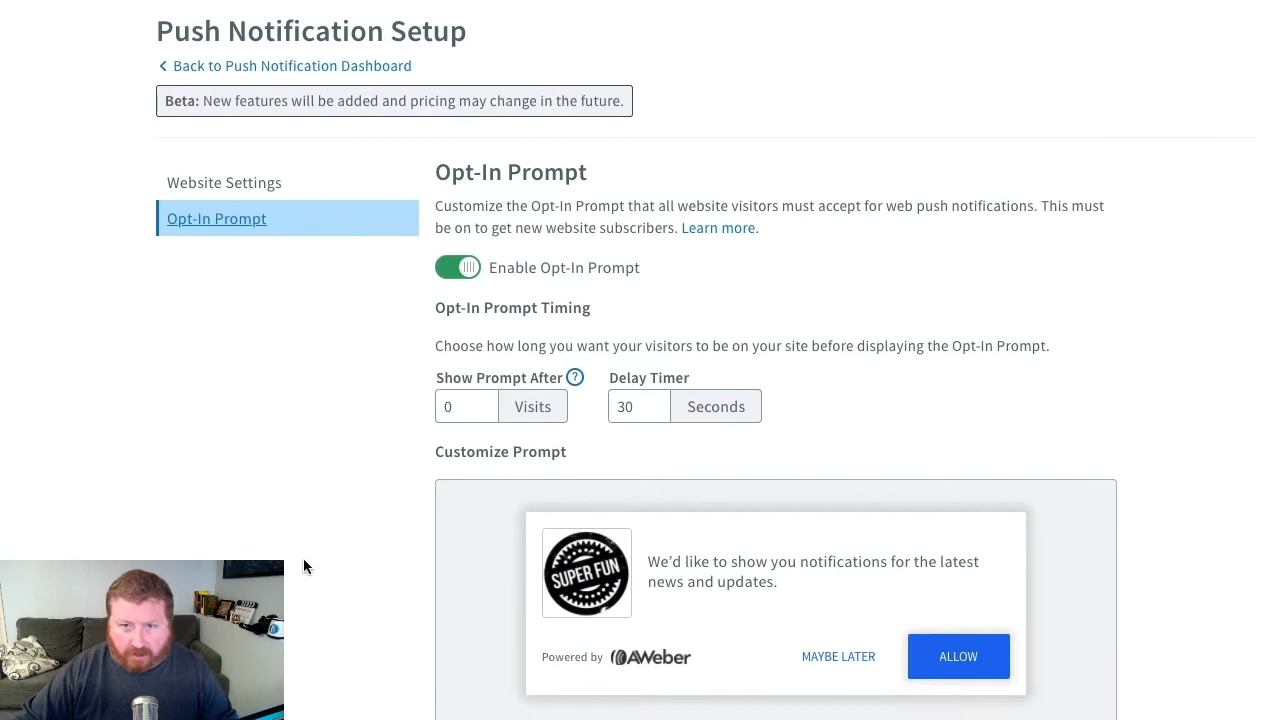 Push Notification Setup
Back to Push Notification Dashboard
Beta: New features will be added and pricing may change in the future.
Website Settings
Opt-In Prompt
Opt-In Prompt
Customize the Opt-In Prompt that all website visitors must accept for web push notifications. This must
be on to get new website subscribers. Learn more.
Enable Opt-In Prompt
Opt-In Prompt Timing
Choose how long you want your visitors to be on your site before displaying the Opt-In Prompt.
Show Prompt After ? Delay Timer
0 Visits 30 Seconds
Customize Prompt
SUPER FUN
We'd like to show you notifications for the latest
news and updates.
Powered by AWeber MAYBE LATER ALLOW